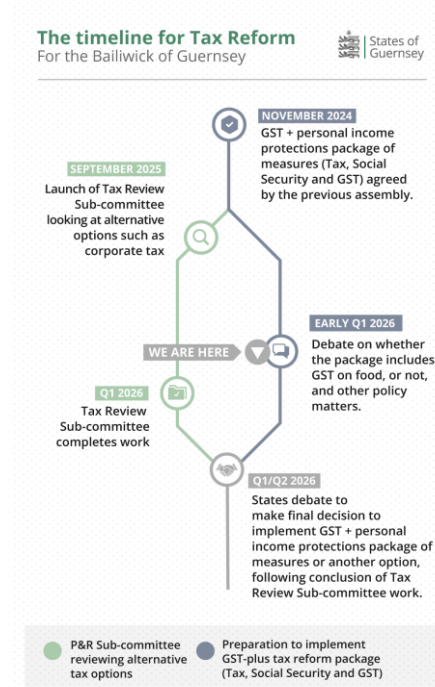 The timeline for Tax Reform
For the Bailiwick of Guernsey
States of
Guernsey
NOVEMBER 2024
GST + personal income
protections package of
measures (Tax, Social
Security and GST) agreed
by the previous assembly.
SEPTEMBER 2025
Launch of Tax Review
Sub-committee
looking at alternative
options such as
corporate tax
EARLY Q1 2026
Debate on whether
the package includes
GST on food, or not,
and other policy
matters.
WE ARE HERE
Q1 2026
Tax Review
Sub-committee
completes work
Q1/Q2 2026
States debate to
make final decision to
implement GST + personal
income protections package of
measures or another option,
following conclusion of Tax
Review Sub-committee work.
P&R Sub-committee
reviewing alternative
tax options
Preparation to implement
GST-plus tax reform package
(Tax, Social Security and GST)